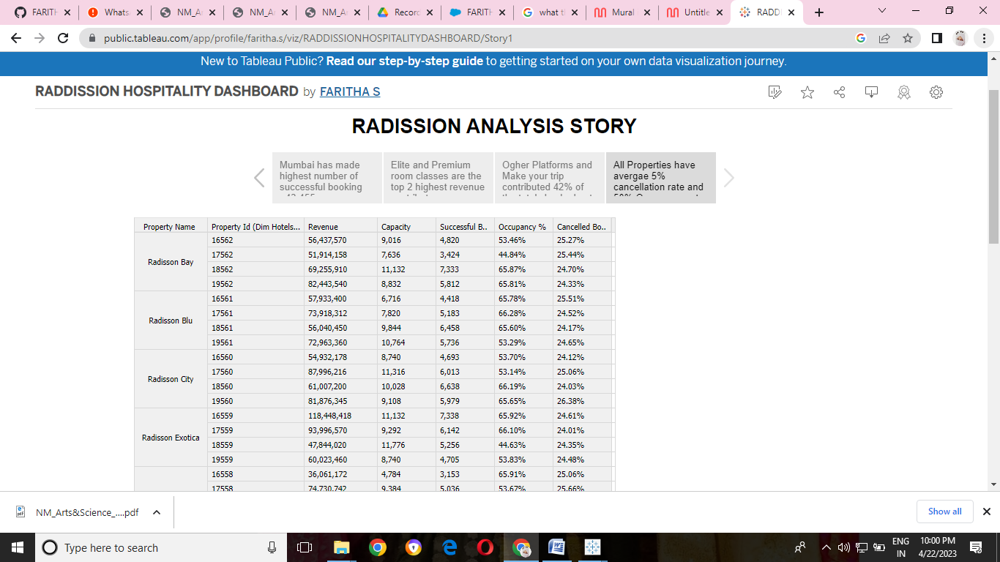 FARITH
Whats
NM_A
NM_A
NM_A
Record
FARITH
what t
Mural
Untitle
RADD
public.tableau.com/app/profile/faritha.s/viz/RADDISSIONHOSPITALITYDASHBOARD/Story1
New to Tableau Public? Read our step-by-step guide to getting started on your own data visualization journey.
RADDISSION HOSPITALITY DASHBOARD by FARITHA S
RADISSION ANALYSIS STORY
Mumbai has made
highest number of
successful booking
Elite and Premium
room classes are the
top 2 highest revenue
Ogher Platforms and
Make your trip
contributed 42% of
All Properties have
avergae 5%
cancellation rate and
Property Name Property Id (Dim Hotels... Revenue Capacity Successful B.. Occupancy % Cancelled Bo..
16562 56,437,570 9,016 4,820 53.46% 25.27%
17562 51,914,158 7,636 3,424 44.84% 25.44%
Radisson Bay
18562 69,255,910 11,132 7,333 65.87% 24.70%
19562 82,443,540 8,832 5,812 65.81% 24.33%
16561 57,933,400 6,716 4,418 65.78% 25.51%
17561 73,918,312 7,820 5,183 66.28% 24.52%
Radisson Blu
18561 56,040,450 9,844 6,458 65.60% 24.17%
19561 72,963,360 10,764 5,736 53.29% 24.65%
16560 54,932,178 8,740 4,693 53.70% 24.12%
17560 87,996,216 11,316 6,013 53.14% 25.06%
Radisson City
18560 61,007,200 10,028 6,638 66.19% 24.03%
19560 81,876,345 9,108 5,979 65.65% 26.38%
16559 118,448,418 11,132 7,338 65.92% 24.61%
17559 93,996,570 9,292 6,142 66.10% 24.01%
Radisson Exotica
18559 47,844,020 11,776 5,256 44.63% 24.35%
19559 60,023,460 8,740 4,705 53.83% 24.48%
16558 36,061,172 4,784 3,153 65.91% 25.06%
17558 74,730,742 9,384 5,036 53.67% 25.66%
NM_Arts&Science_....pdf
Show all
Type here to search
ENG
IN
10:00 PM
4/22/2023